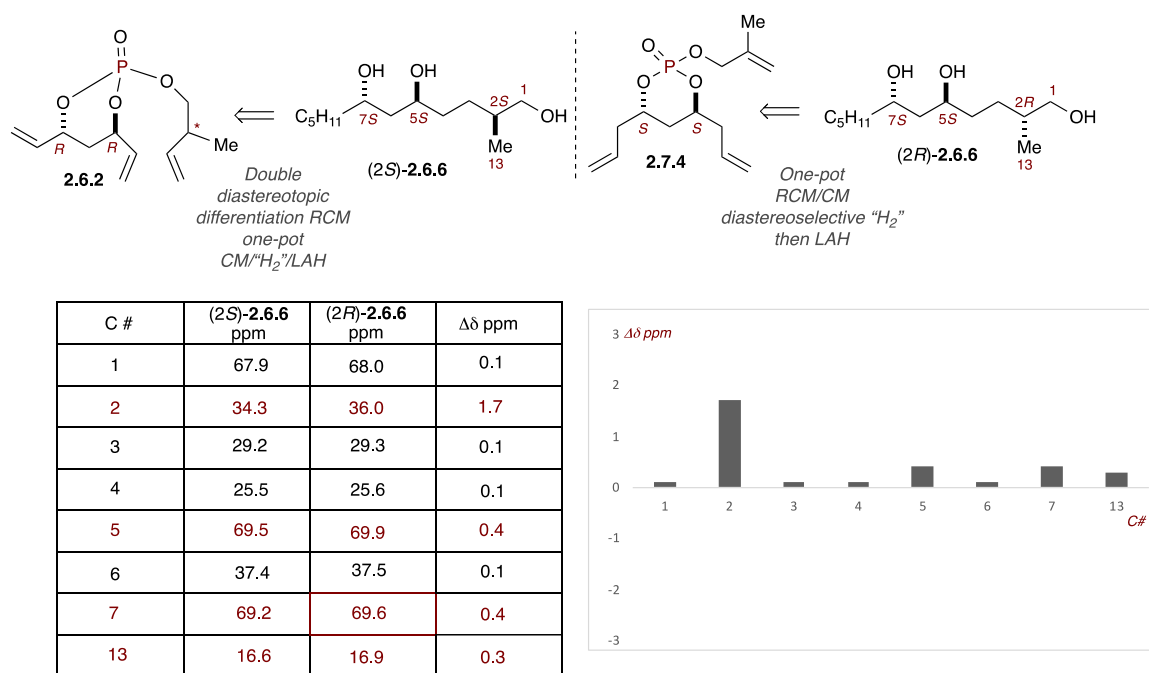 O
P
O
O
O
R
R
*
Me
2.6.2
OH
OH
C5H11
7S
5S
2S
1
OH
Me
13
(2S)-2.6.6
Double
diastereotopic
differentiation RCM
one-pot
CM/“H2”/LAH
Me
O
O
P
O
O
S
S
2.7.4
OH
OH
C5H11
7S
5S
2R
1
OH
Me
13
(2R)-2.6.6
One-pot
RCM/CM
diastereoselective “H2”
then LAH
C # (2S)-2.6.6 ppm (2R)-2.6.6 ppm Δδ ppm
1 67.9 68.0 0.1
2 34.3 36.0 1.7
3 29.2 29.3 0.1
4 25.5 25.6 0.1
5 69.5 69.9 0.4
6 37.4 37.5 0.1
7 69.2 69.6 0.4
13 16.6 16.9 0.3
3 Δδ ppm
2
1
0
1 2 3 4 5 6 7 13
C#
-1
-2
-3